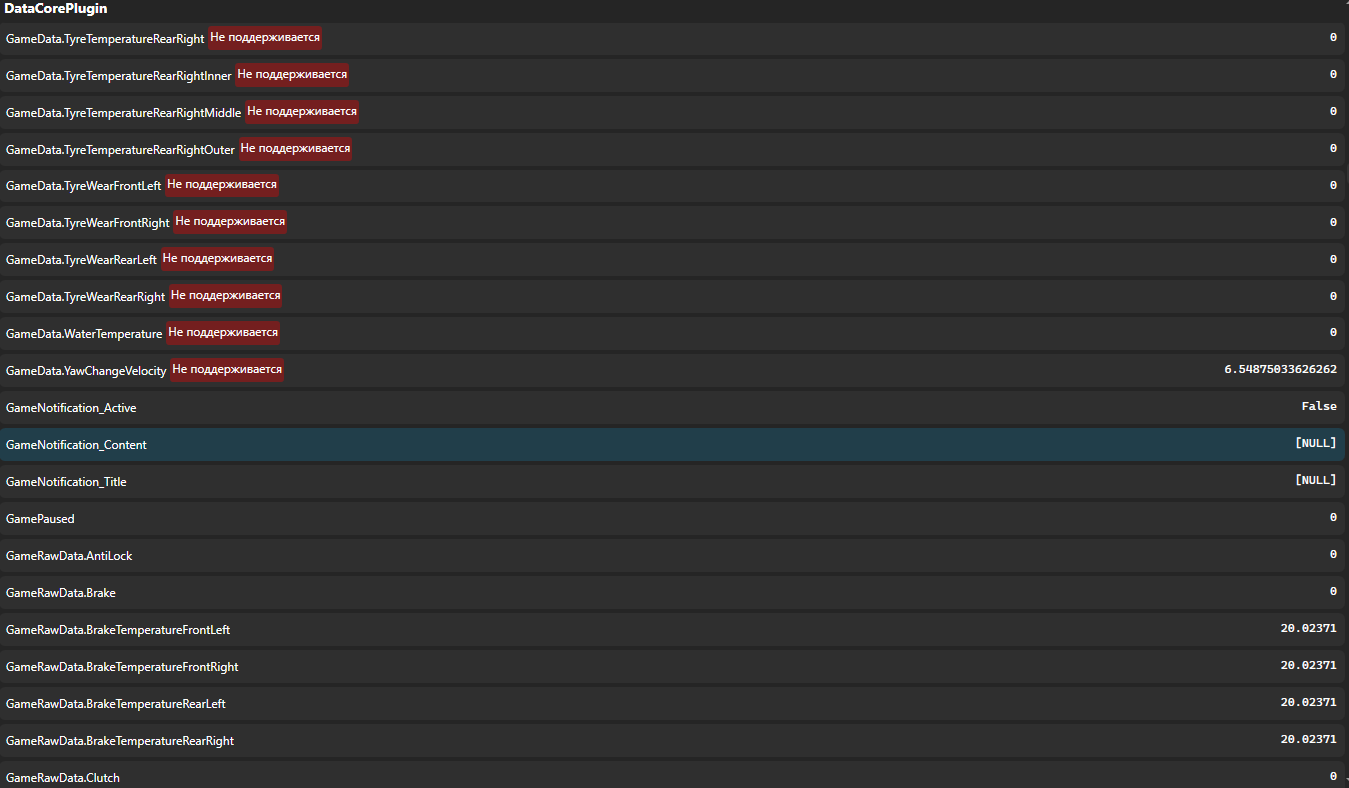 DataCorePlugin
GameData.TyreTemperatureRearRight Не поддерживается 0
GameData.TyreTemperatureRearRightInner Не поддерживается 0
GameData.TyreTemperatureRearRightMiddle Не поддерживается 0
GameData.TyreTemperatureRearRightOuter Не поддерживается 0
GameData.TyreWearFrontLeft Не поддерживается 0
GameData.TyreWearFrontRight Не поддерживается 0
GameData.TyreWearRearLeft Не поддерживается 0
GameData.TyreWearRearRight Не поддерживается 0
GameData.WaterTemperature Не поддерживается 0
GameData.YawChangeVelocity Не поддерживается 6.54875033626262
GameNotification_Active False
GameNotification_Content [NULL]
GameNotification_Title [NULL]
GamePaused 0
GameRawData.AntiLock 0
GameRawData.Brake 0
GameRawData.BrakeTemperatureFrontLeft 20.02371
GameRawData.BrakeTemperatureFrontRight 20.02371
GameRawData.BrakeTemperatureRearLeft 20.02371
GameRawData.BrakeTemperatureRearRight 20.02371
GameRawData.Clutch 0